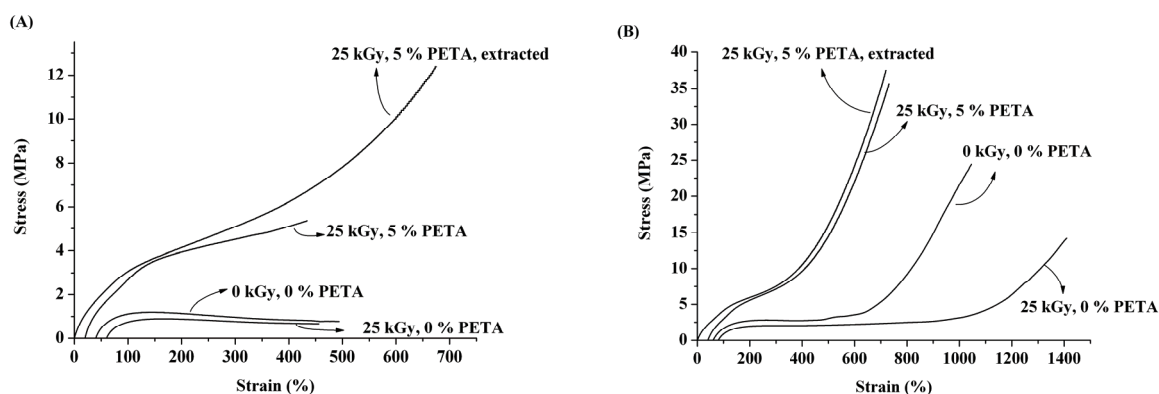 (A)
25 kGy, 5 % PETA, extracted
12
10
8
6
4
2
0
Stress (MPa)
25 kGy, 5 % PETA
0 kGy, 0 % PETA
25 kGy, 0 % PETA
0 100 200 300 400 500 600 700
Strain (%)
(B)
40
35
30
25
20
15
10
5
0
Stress (MPa)
25 kGy, 5 % PETA, extracted
25 kGy, 5 % PETA
0 kGy, 0 % PETA
25 kGy, 0 % PETA
0 200 400 600 800 1000 1200 1400
Strain (%)